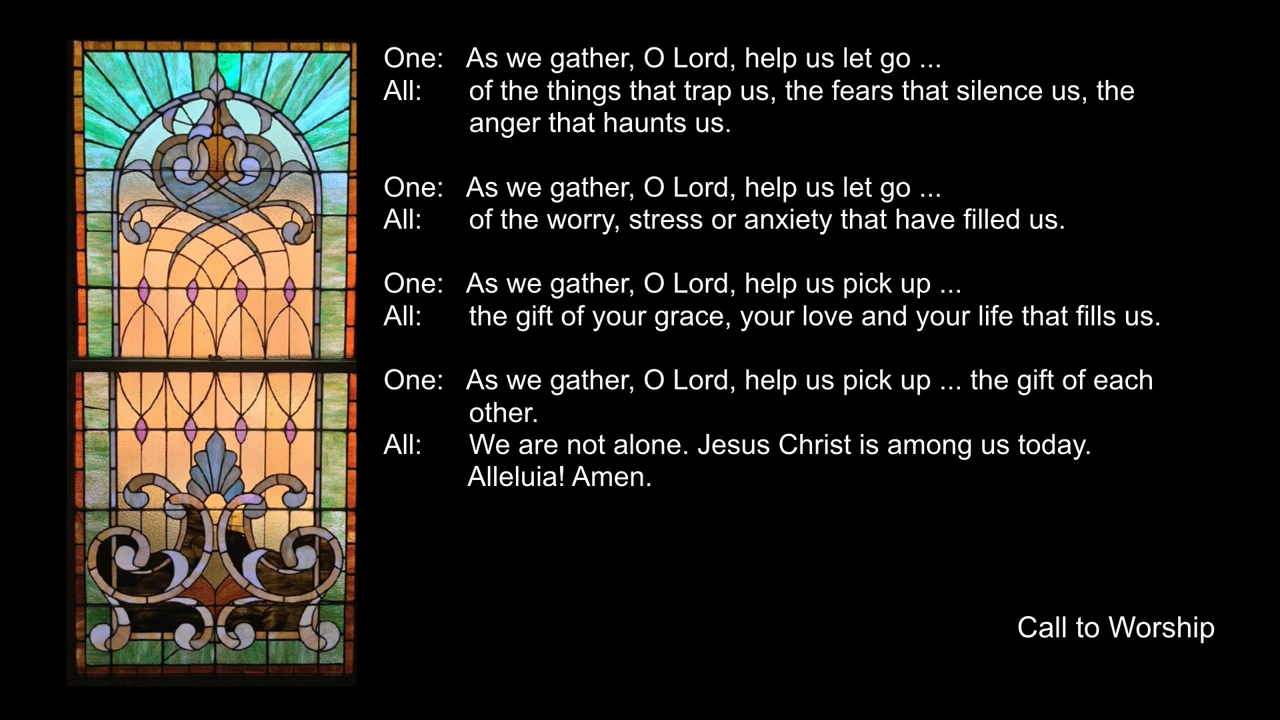 One: As we gather, O Lord, help us let go ...
All: of the things that trap us, the fears that silence us, the
anger that haunts us.
One: As we gather, O Lord, help us let go ...
All: of the worry, stress or anxiety that have filled us.
One: As we gather, O Lord, help us pick up ...
All: the gift of your grace, your love and your life that fills us.
One: As we gather, O Lord, help us pick up ... the gift of each
other.
All: We are not alone. Jesus Christ is among us today.
Alleluia! Amen.
Call to Worship